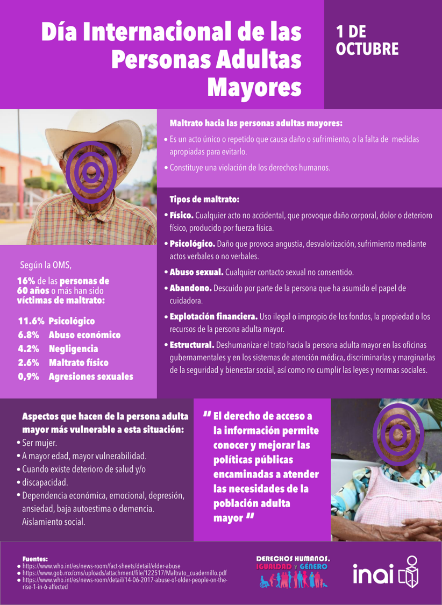 Día Internacional de las
Personas Adultas
Mayores
1 DE
OCTUBRE
Maltrato hacia las personas adultas mayores:
• Es un acto único o repetido que causa daño o sufrimiento, o la falta de medidas
apropiadas para evitarlo.
• Constituye una violación de los derechos humanos.
Tipos de maltrato:
• Físico. Cualquier acto no accidental, que provoque daño corporal, dolor o deterioro
físico, producido por fuerza física.
• Psicológico. Daño que provoca angustia, desvalorización, sufrimiento mediante
actos verbales o no verbales.
• Abuso sexual. Cualquier contacto sexual no consentido.
• Abandono. Descuido por parte de la persona que ha asumido el papel de
cuidadora.
• Explotación financiera. Uso ilegal o impropio de los fondos, la propiedad o los
recursos de la persona adulta mayor.
• Estructural. Deshumanizar el trato hacia la persona adulta mayor en las oficinas
gubernamentales y en los sistemas de atención médica, discriminarlas y marginarlas
de la seguridad y bienestar social, así como no cumplir las leyes y normas sociales.
Según la OMS,
16% de las personas de
60 años o más han sido
víctimas de maltrato:
11.6% Psicológico
6.8% Abuso económico
4.2% Negligencia
2.6% Maltrato físico
0,9% Agresiones sexuales
Aspectos que hacen de la persona adulta
mayor más vulnerable a esta situación:
• Ser mujer.
• A mayor edad, mayor vulnerabilidad.
• Cuando existe deterioro de salud y/o
• discapacidad.
• Dependencia económica, emocional, depresión,
ansiedad, baja autoestima o demencia.
Aislamiento social.
" El derecho de acceso a
la información permite
conocer y mejorar las
políticas públicas
encaminadas a atender
las necesidades de la
población adulta
mayor "
Fuentes:
• https://www.who.int/es/news-room/fact-sheets/detail/elder-abuse
• https://www.gob.mx/cms/uploads/attachment/file/122517/Maltrato_cuadernillo.pdf
• https://www.who.int/es/news-room/detail/14-06-2017-abuse-of-older-people-on-the-
rise-1-in-6-affected
DERECHOS HUMANOS,
IGUALDAD Y GÉNERO
inai